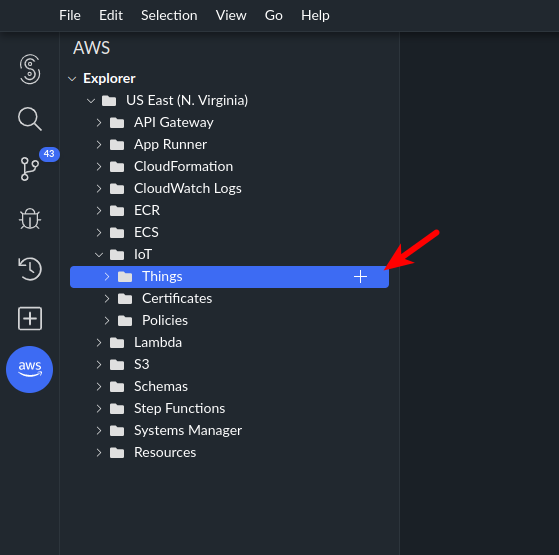 File Edit Selection View Go Help
AWS
Explorer
US East (N. Virginia)
API Gateway
App Runner
CloudFormation
CloudWatch Logs
43
ECR
ECS
IoT
Things
Certificates
Policies
Lambda
S3
aws
Schemas
Step Functions
Systems Manager
Resources